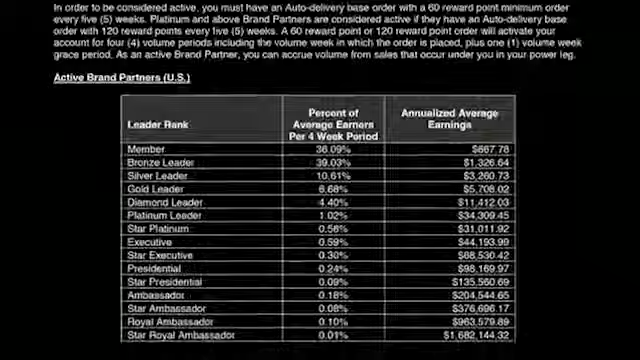 In order to be considered active, you must have an Auto-delivery base order with a 60 reward point minimum order
every five (5) weeks. Platinum and above Brand Partners are considered active if they have an Auto-delivery base
order with 120 reward points every five (5) weeks. A 60 reward point or 120 reward point order will activate your
account for four (4) volume periods including the volume week in which the order is placed, plus one (1) volume week
grace period. As an active Brand Partner, you can accrue volume from sales that occur under you in your power leg.
Active Brand Partners (U.S.)
Leader Rank Percent of Average Earners Per 4 Week Period Annualized Average Earnings
Member 36.09% $667.78
Bronze Leader 39.03% $1,326.64
Silver Leader 10.61% $3,260.73
Gold Leader 6.68% $5,708.02
Diamond Leader 4.40% $11,412.03
Platinum Leader 1.02% $34,309.45
Star Platinum 0.56% $31,011.92
Executive 0.59% $44,193.99
Star Executive 0.30% $68,530.42
Presidential 0.24% $98,169.97
Star Presidential 0.09% $135,560.69
Ambassador 0.18% $204,544.65
Star Ambassador 0.08% $376,696.17
Royal Ambassador 0.10% $963,579.89
Star Royal Ambassador 0.01% $1,682,144.32